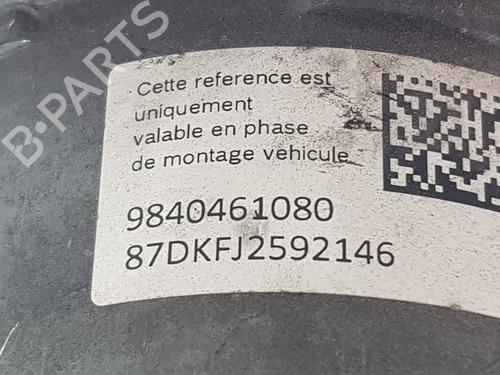 B-PARTS
Cette reference est
uniquement
valable en phase
de montage vehicule
9840461080
87DKFJ2592146